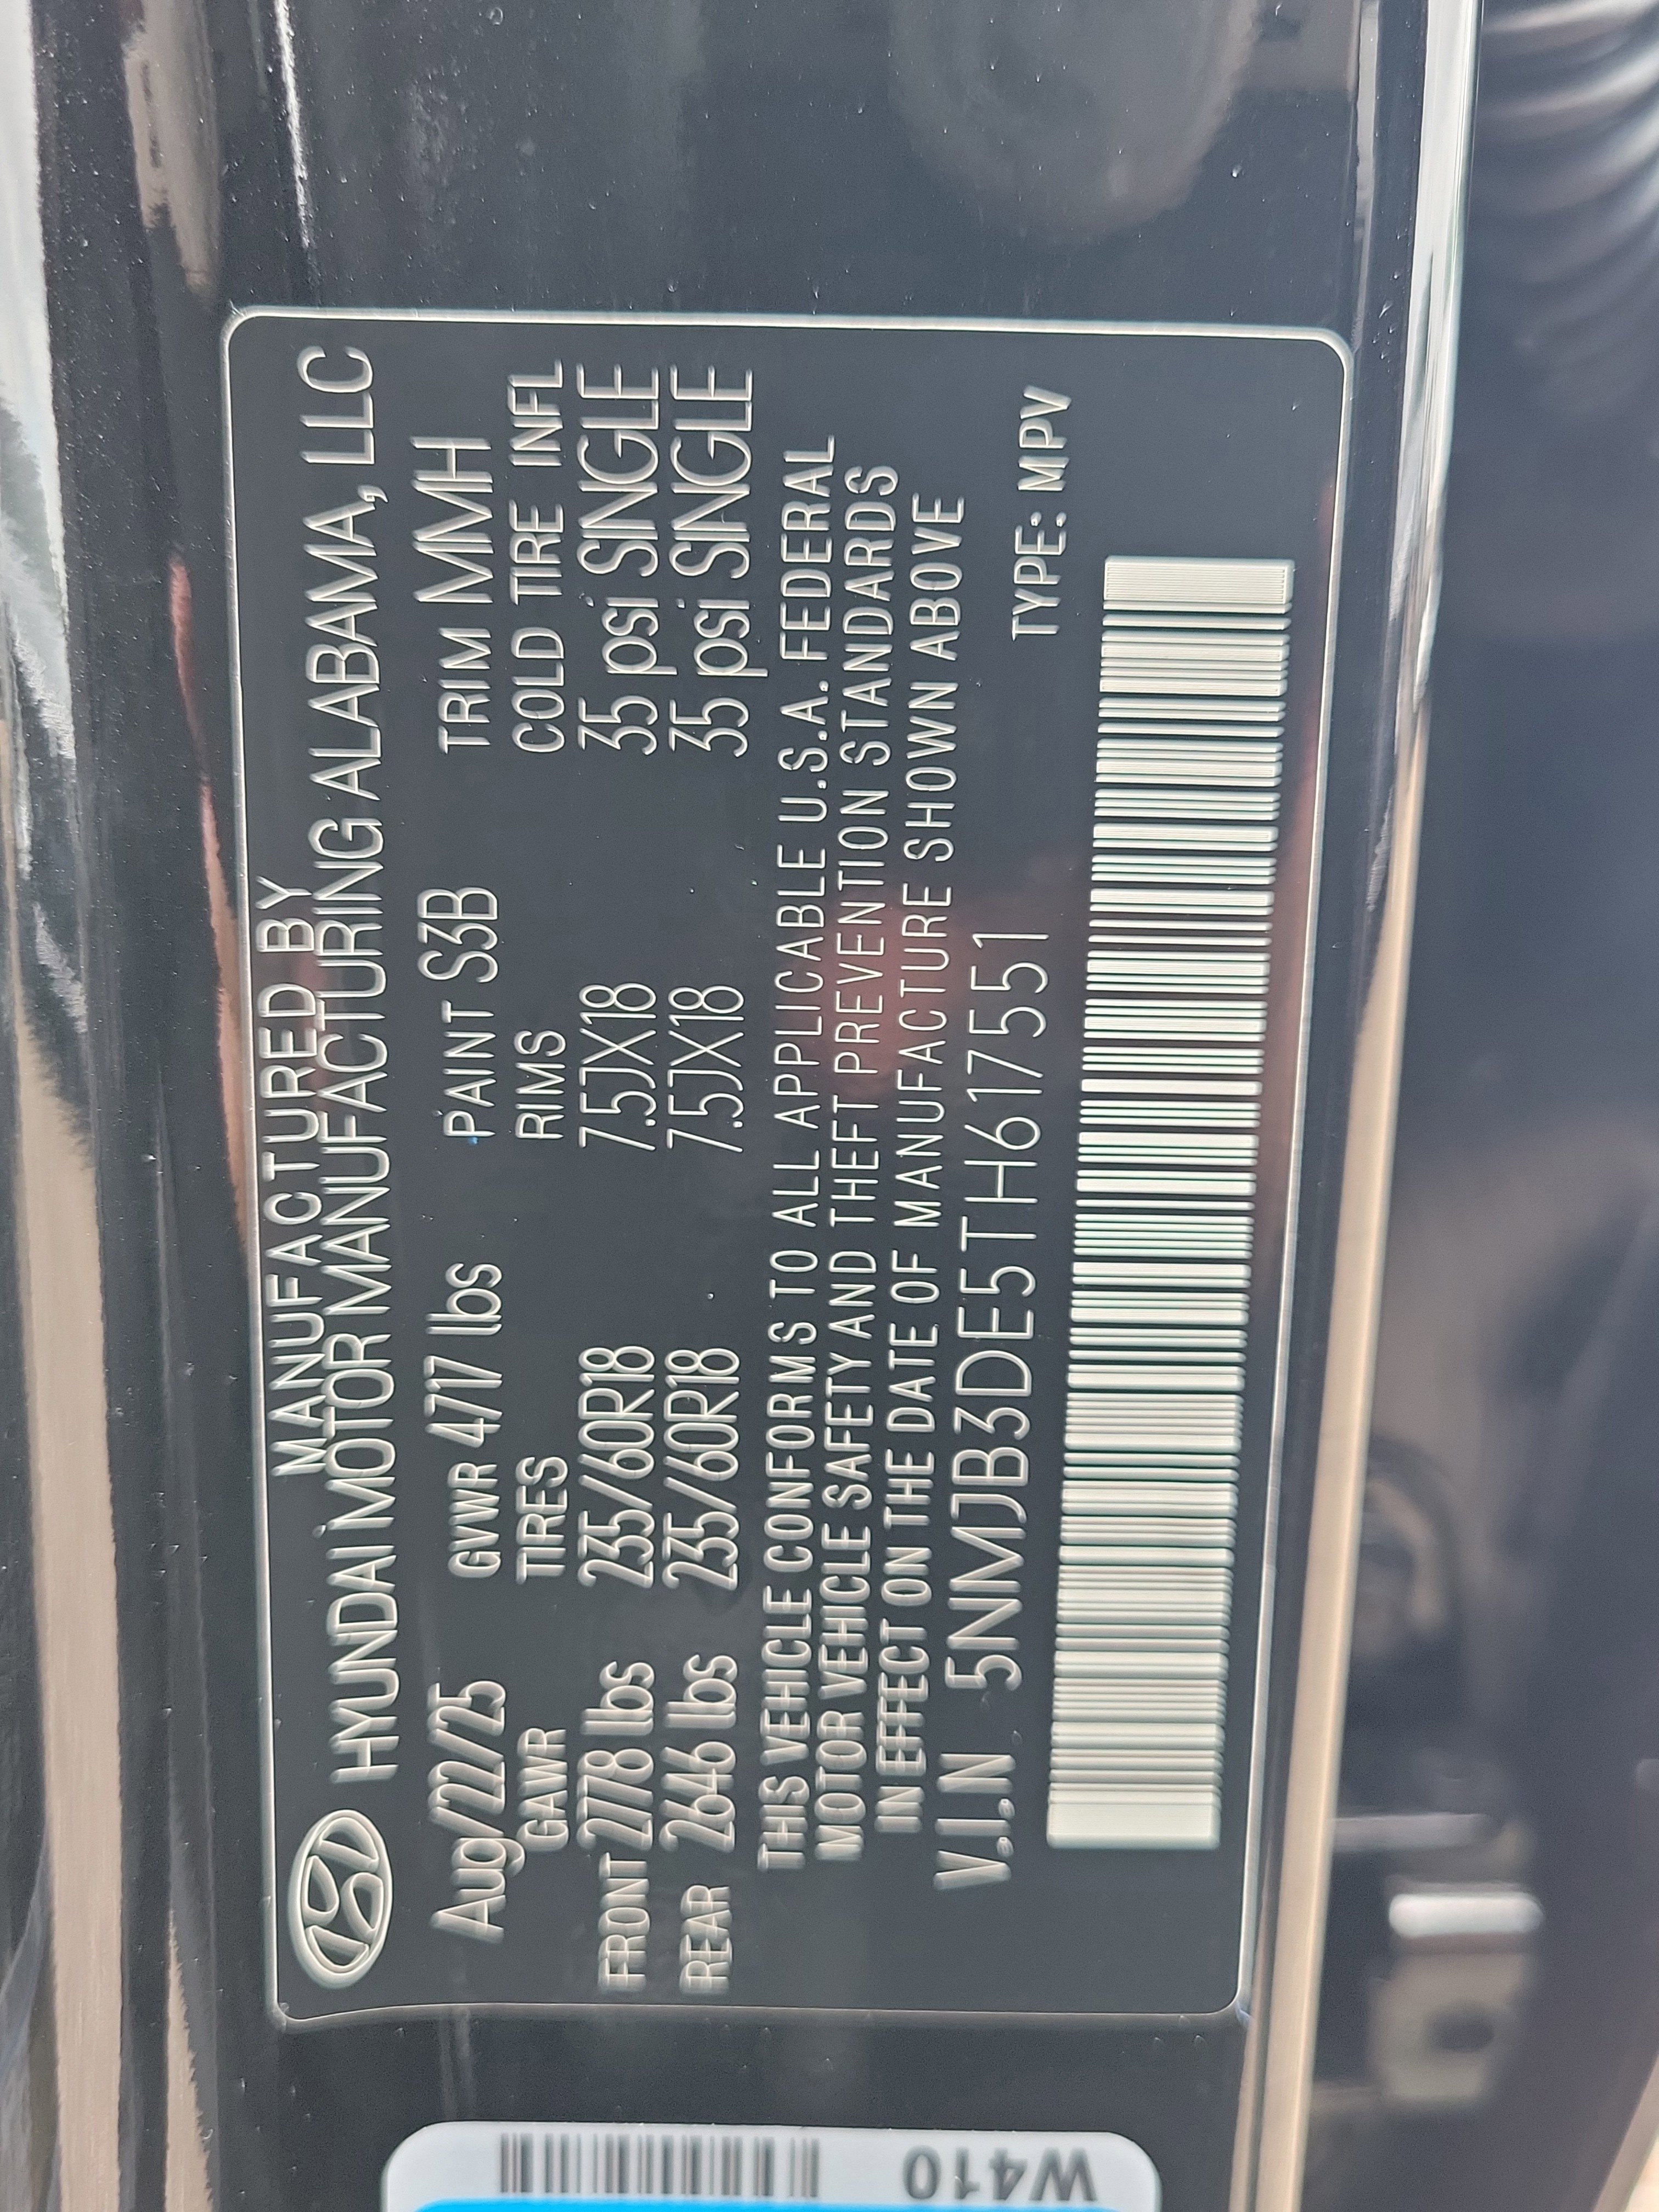 MANUFACTURED BY
HYUNDAI MOTOR MANUFACTURING ALABAMA, LLC
Aug/22/25 GVWR 4717 lbs PAINT S3B TRIM MMH
GAWR TIRES RIMS COLD TIRE INFL
FRONT 2778 lbs 235/60R18 7.5JX18 35 psi SINGLE
REAR 2646 lbs 235/60R18 7.5JX18 35 psi SINGLE
THIS VEHICLE CONFORMS TO ALL APPLICABLE U.S.A. FEDERAL
MOTOR VEHICLE SAFETY AND THEFT PREVENTION STANDARDS
IN EFFECT ON THE DATE OF MANUFACTURE SHOWN ABOVE
V.I.N 5NMJB3DE5TH617551
TYPE: MPV
W410